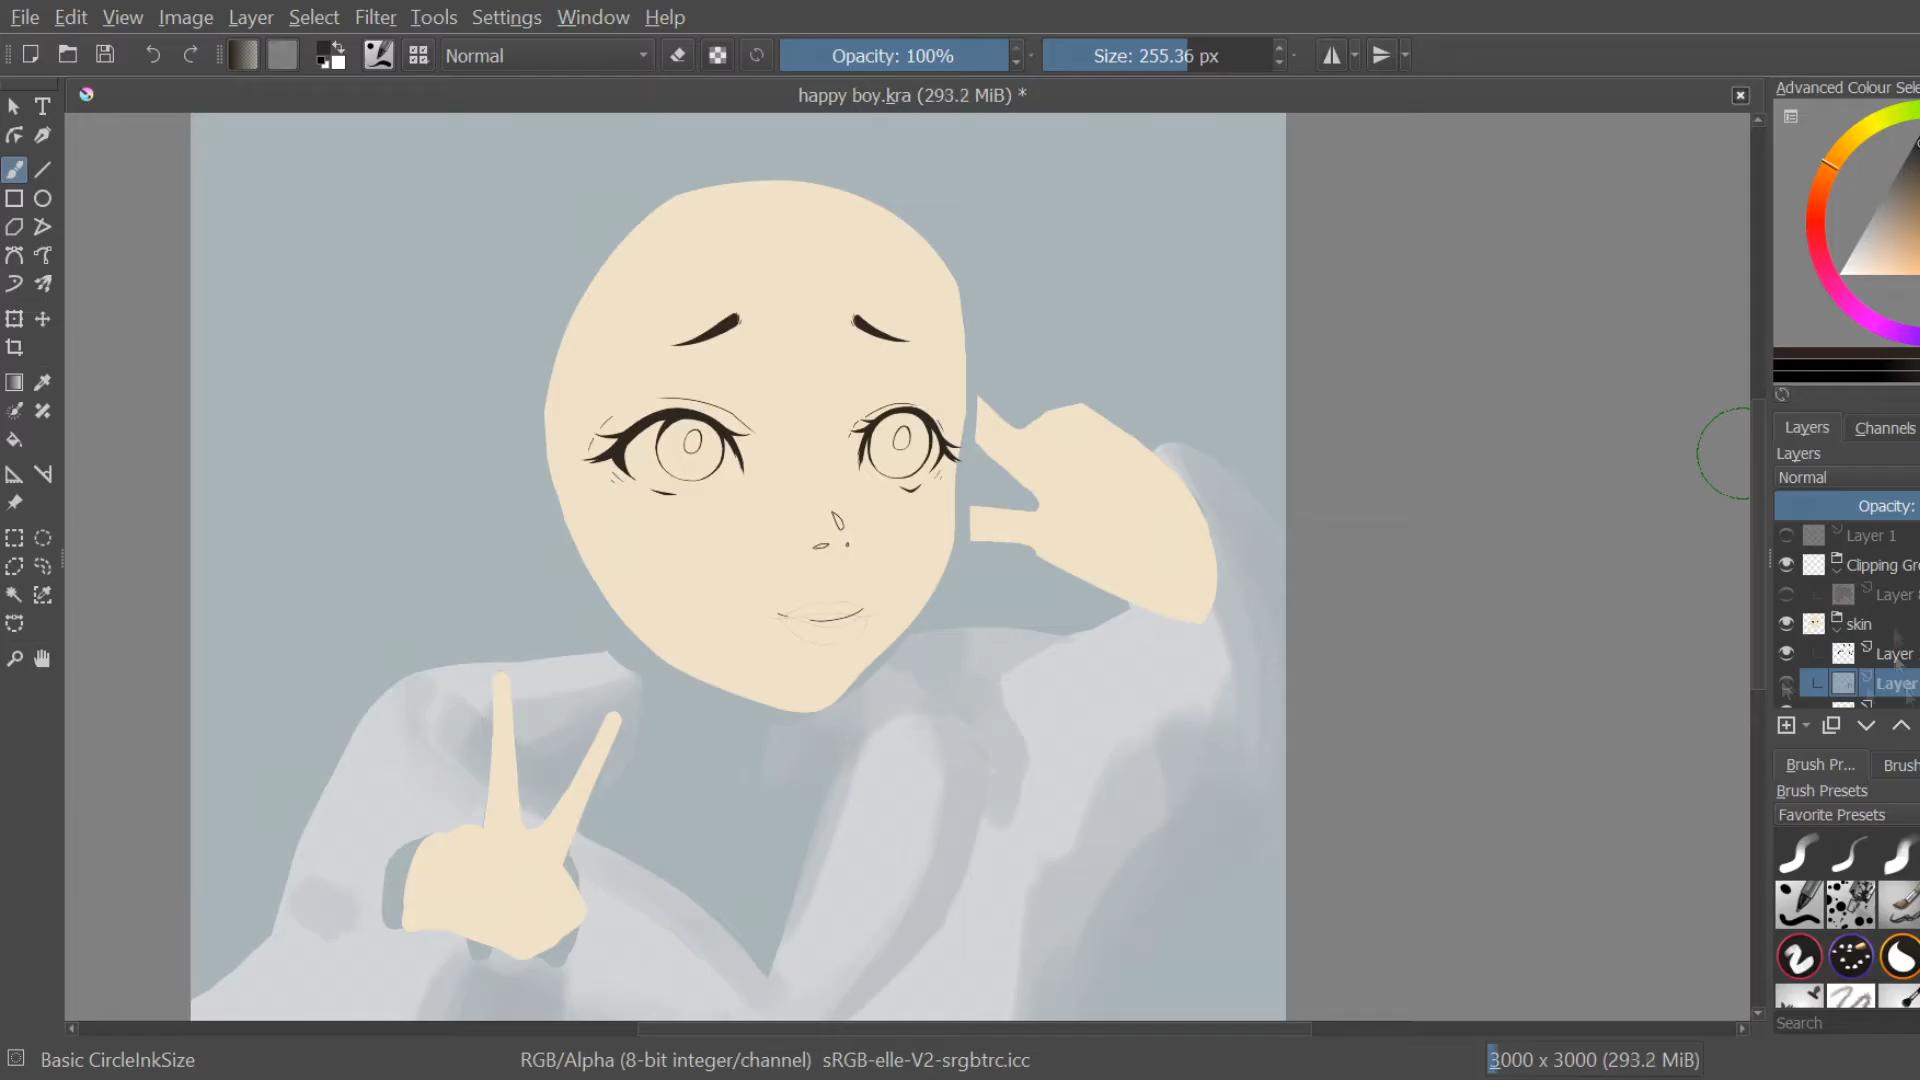 File Edit View Image Layer Select Filter Tools Settings Window Help
Normal Opacity: 100% Size: 255.36 px
happy boy.kra (293.2 MiB) *
Advanced Colour Sele
Layers Channels
Layers
Normal
Opacity:
Layer 1
Clipping Gro
Layer 8
skin
Layer
Layer
Brush Pr... Brush
Brush Presets
Favorite Presets
Search
Basic CircleInkSize RGB/Alpha (8-bit integer/channel) sRGB-elle-V2-srgbtrc.icc 3000 x 3000 (293.2 MiB)